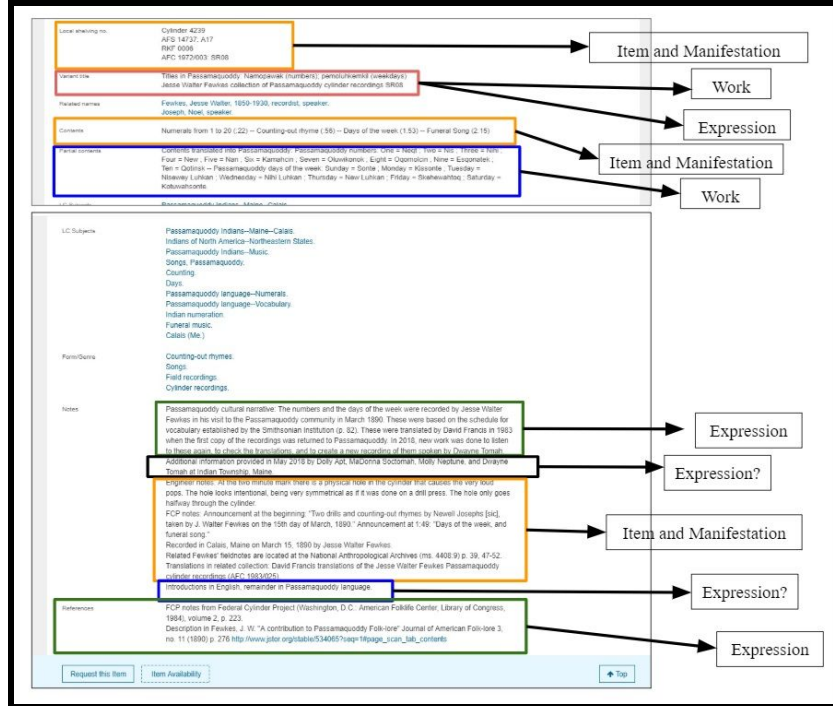 Local shelving no.
Cylinder 4239
AFS 14737: A17
RKF 0006
AFC 1972/003: SR08
Item and Manifestation
Variant title
Titles in Passamaquoddy: Namopawak (numbers); pemolunkemkil (weekdays)
Jesse Walter Fewkes collection of Passamaquoddy cylinder recordings SR08
Work
Expression
Related names
Fewkes, Jesse Walter, 1850-1930, recordist, speaker.
Joseph, Noel, speaker.
Contents
Numerals from 1 to 20 (:22) -- Counting-out rhyme (:56) -- Days of the week (1:53) -- Funeral Song (2:15)
Item and Manifestation
Partial contents
Contents translated into Passamaquoddy: Passamaquoddy numbers: One = Neqt ; Two = Nis ; Three = Nihi ;
Four = New ; Five = Nan ; Six = Kamahcin ; Seven = Oluwikonok ; Eight = Oqomolcin ; Nine = Esqonatek ;
Ten = Qotinsk -- Passamaquoddy days of the week: Sunday = Sonte ; Monday = Kissonte ; Tuesday =
Nisewey Luhkan ; Wednesday = Nihi Luhkan ; Thursday = Naw Luhkan ; Friday = Skahewahtoq ; Saturday =
Kotuwahsonte
Work
LC Subjects
Passamaquoddy Indians--Maine--Calais.
LC Subjects
Passamaquoddy Indians--Maine--Calais.
Indians of North America--Northeastern States.
Passamaquoddy Indians--Music.
Songs, Passamaquoddy.
Counting.
Days.
Passamaquoddy language--Numerals.
Passamaquoddy language--Vocabulary.
Indian numeration.
Funeral music.
Calais (Me.)
Form/Genre
Counting-out rhymes.
Songs.
Field recordings.
Cylinder recordings.
Notes
Passamaquoddy cultural narrative: The numbers and the days of the week were recorded by Jesse Walter
Fewkes in his visit to the Passamaquoddy community in March 1890. These were based on the schedule for
vocabulary established by the Smithsonian Institution (p. 82). These were translated by David Francis in 1983
when the first copy of the recordings was returned to Passamaquoddy. In 2018, new work was done to listen
to these again, to check the translations, and to create a new recording of them spoken by Dwayne Tomah.
Expression
Additional information provided in May 2018 by Dolly Apt, MaDonna Soctomah, Molly Neptune, and Dwayne
Tomah at Indian Township, Maine.
Expression?
Engineer notes: At the two minute mark there is a physical hole in the cylinder that causes the very loud
pops. The hole looks intentional, being very symmetrical as if it was done on a drill press. The hole only goes
halfway through the cylinder.
FCP notes: Announcement at the beginning: "Two drills and counting-out rhymes by Newell Josephs [sic],
taken by J. Walter Fewkes on the 15th day of March, 1890." Announcement at 1:49: "Days of the week, and
funeral song."
Recorded in Calais, Maine on March 15, 1890 by Jesse Walter Fewkes.
Related Fewkes' fieldnotes are located at the National Anthropological Archives (ms. 4408:9) p. 39, 47-52.
Translations in related collection: David Francis translations of the Jesse Walter Fewkes Passamaquoddy
cylinder recordings (AFC 1983/025).
Item and Manifestation
Introductions in English, remainder in Passamaquoddy language.
Expression?
References
FCP notes from Federal Cylinder Project (Washington, D.C.: American Folklife Center, Library of Congress,
1984), volume 2, p. 223.
Description in Fewkes, J. W. "A contribution to Passamaquoddy Folk-lore" Journal of American Folk-lore 3,
no. 11 (1890) p. 276 http://www.jstor.org/stable/534065?seq=1#page_scan_tab_contents
Expression
Request this Item
Item Availability
Top